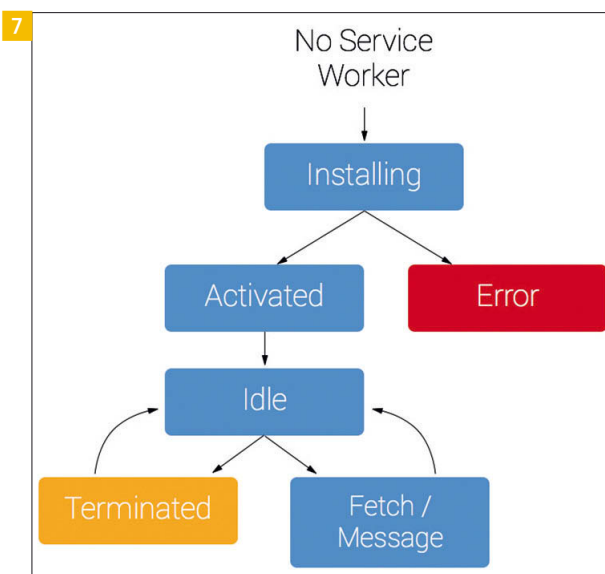 7
No Service
Worker
Installing
Activated
Error
Idle
Terminated
Fetch /
Message